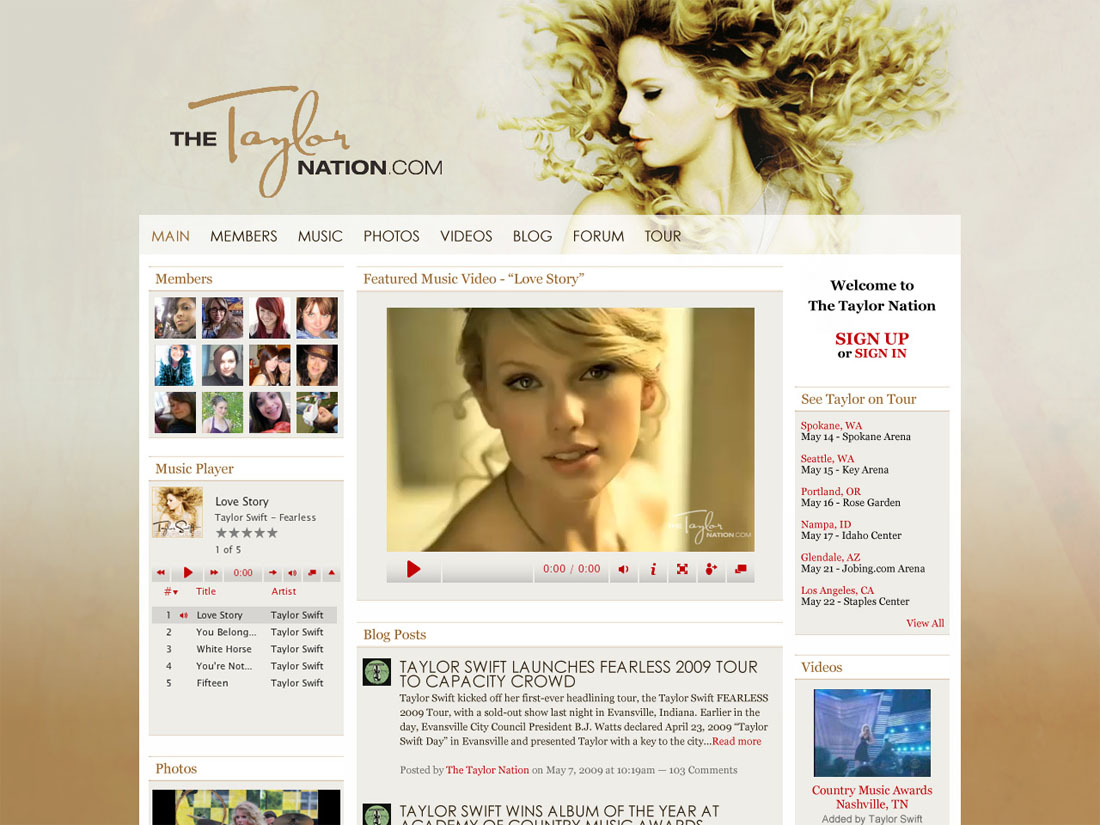 THE Taylor
NATION.COM
MAIN MEMBERS MUSIC PHOTOS VIDEOS BLOG FORUM TOUR
Members
Music Player
Taylor Swift
Love Story
Taylor Swift – Fearless
1 of 5
0:00
# Title Artist
1 Love Story Taylor Swift
2 You Belong... Taylor Swift
3 White Horse Taylor Swift
4 You're Not... Taylor Swift
5 Fifteen Taylor Swift
Photos
Featured Music Video - “Love Story”
THE Taylor
NATION.COM
0:00 / 0:00
Blog Posts
TAYLOR SWIFT LAUNCHES FEARLESS 2009 TOUR
TO CAPACITY CROWD
Taylor Swift kicked off her first-ever headlining tour, the Taylor Swift FEARLESS
2009 Tour, with a sold-out show last night in Evansville, Indiana. Earlier in the
day, Evansville City Council President B.J. Watts declared April 23, 2009 “Taylor
Swift Day” in Evansville and presented Taylor with a key to the city...Read more
Posted by The Taylor Nation on May 7, 2009 at 10:19am — 103 Comments
TAYLOR SWIFT WINS ALBUM OF THE YEAR AT
ACADEMY OF COUNTRY MUSIC AWARDS
Welcome to
The Taylor Nation
SIGN UP
or SIGN IN
See Taylor on Tour
Spokane, WA
May 14 - Spokane Arena
Seattle, WA
May 15 - Key Arena
Portland, OR
May 16 - Rose Garden
Nampa, ID
May 17 - Idaho Center
Glendale, AZ
May 21 - Jobing.com Arena
Los Angeles, CA
May 22 - Staples Center
View All
Videos
Country Music Awards
Nashville, TN
Added by Taylor Swift